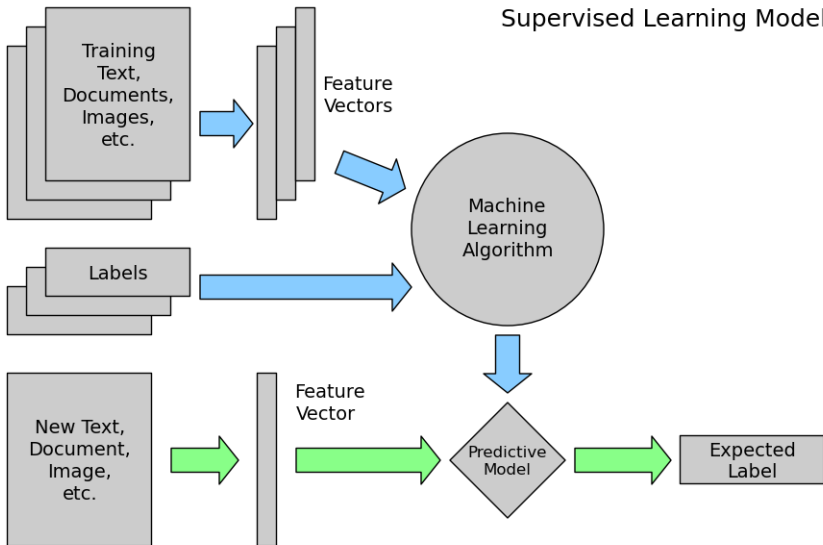 Supervised Learning Model
Training
Text,
Documents,
Images,
etc.
Feature
Vectors
Machine
Learning
Algorithm
Labels
New Text,
Document,
Image,
etc.
Feature
Vector
Predictive
Model
Expected
Label